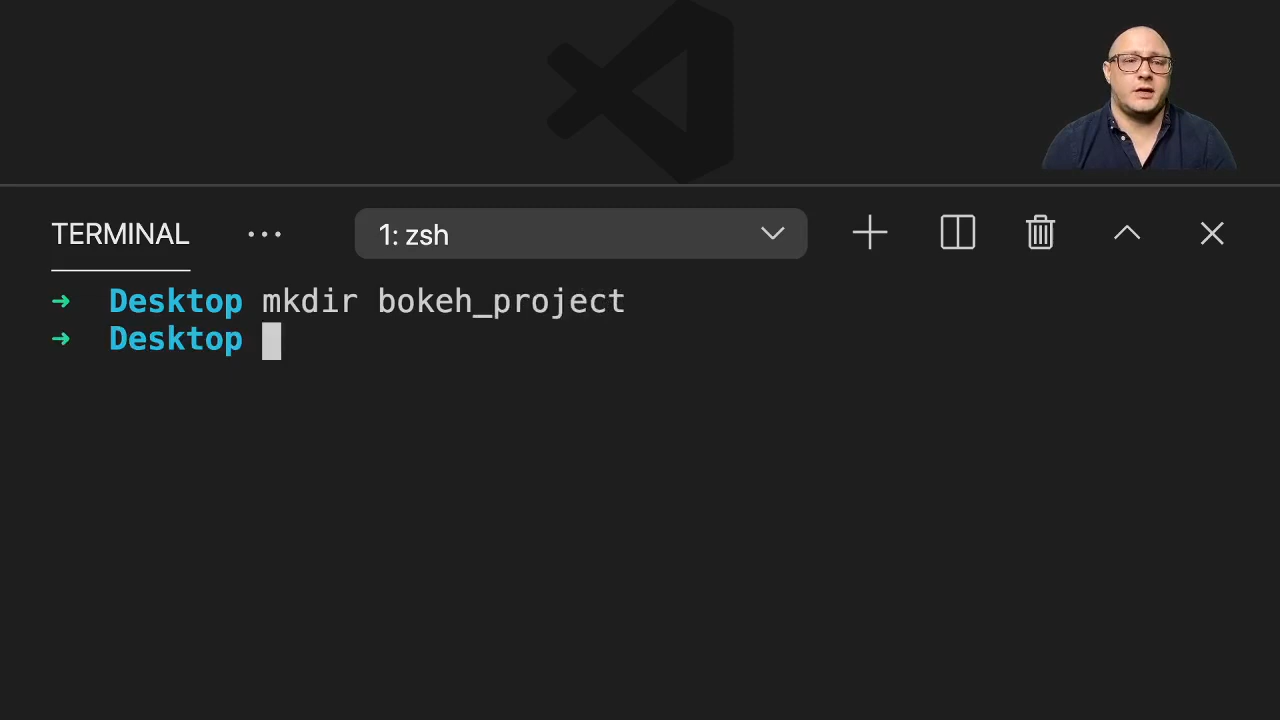 TERMINAL ... 1: zsh
→ Desktop mkdir bokeh_project
→ Desktop